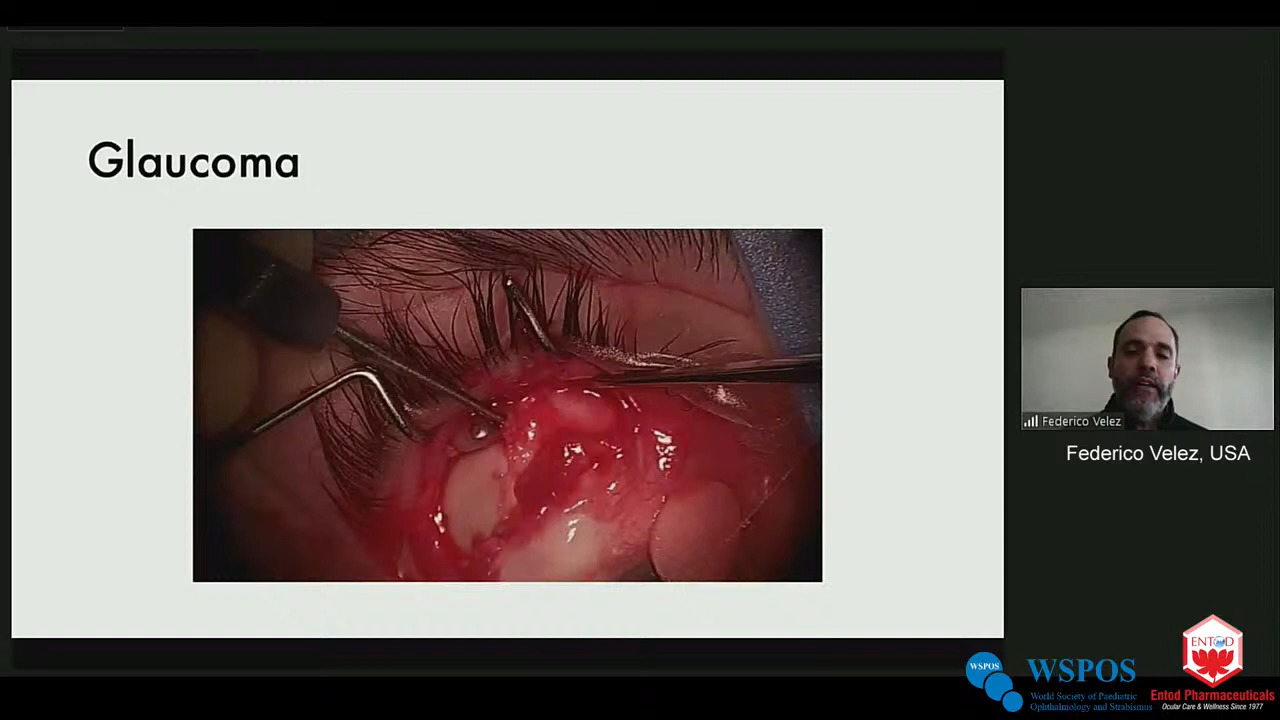 Glaucoma
Federico Velez
Federico Velez, USA
WSPOS
WSPOS
World Society of Paediatric
Ophthalmology and Strabismus
ENTOD
Entod Pharmaceuticals
Ocular Care & Wellness Since 1977